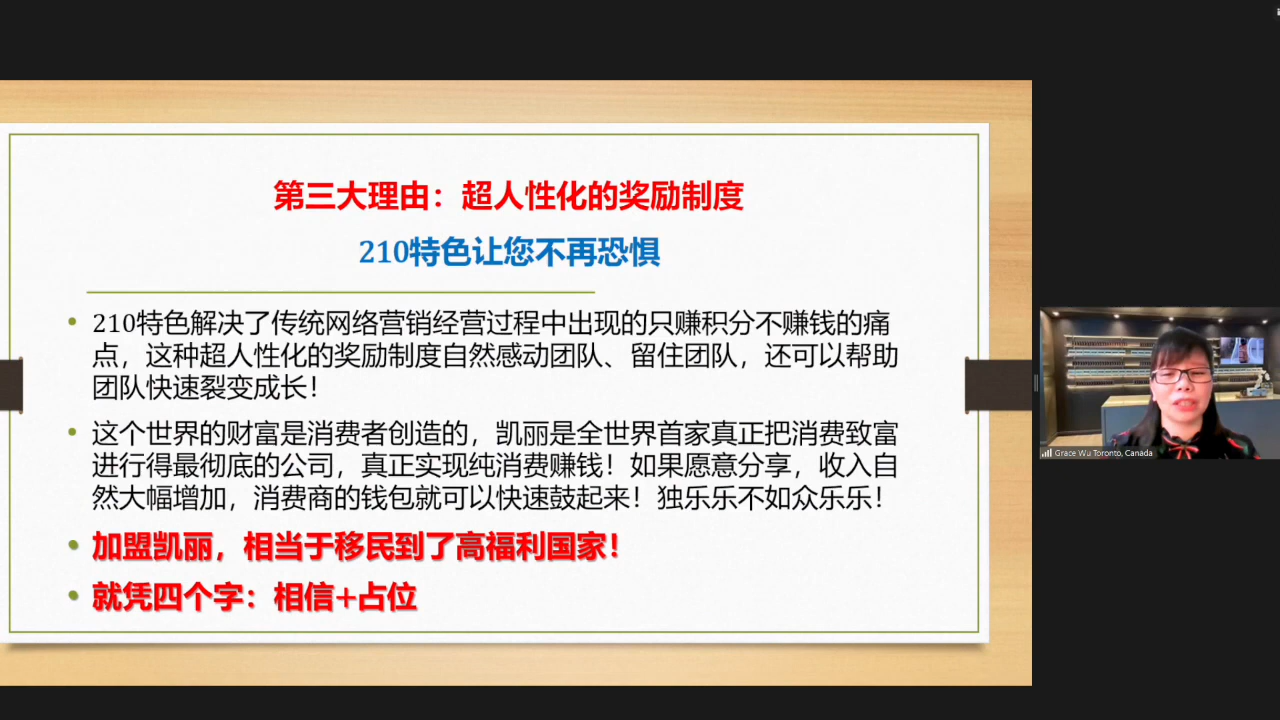 第三大理由：超人性化的奖励制度
210特色让您不再恐惧
• 210特色解决了传统网络营销经营过程中出现的只赚积分不赚钱的痛
点，这种超人性化的奖励制度自然感动团队、留住团队，还可以帮助
团队快速裂变成长！
• 这个世界的财富是消费者创造的，凯丽是全世界首家真正把消费致富
进行得最彻底的公司，真正实现纯消费赚钱！如果愿意分享，收入自
然大幅增加，消费商的钱包就可以快速鼓起来！独乐乐不如众乐乐！
• 加盟凯丽，相当于移民到了高福利国家！
• 就凭四个字：相信+占位
Grace Wu Toronto, Canada